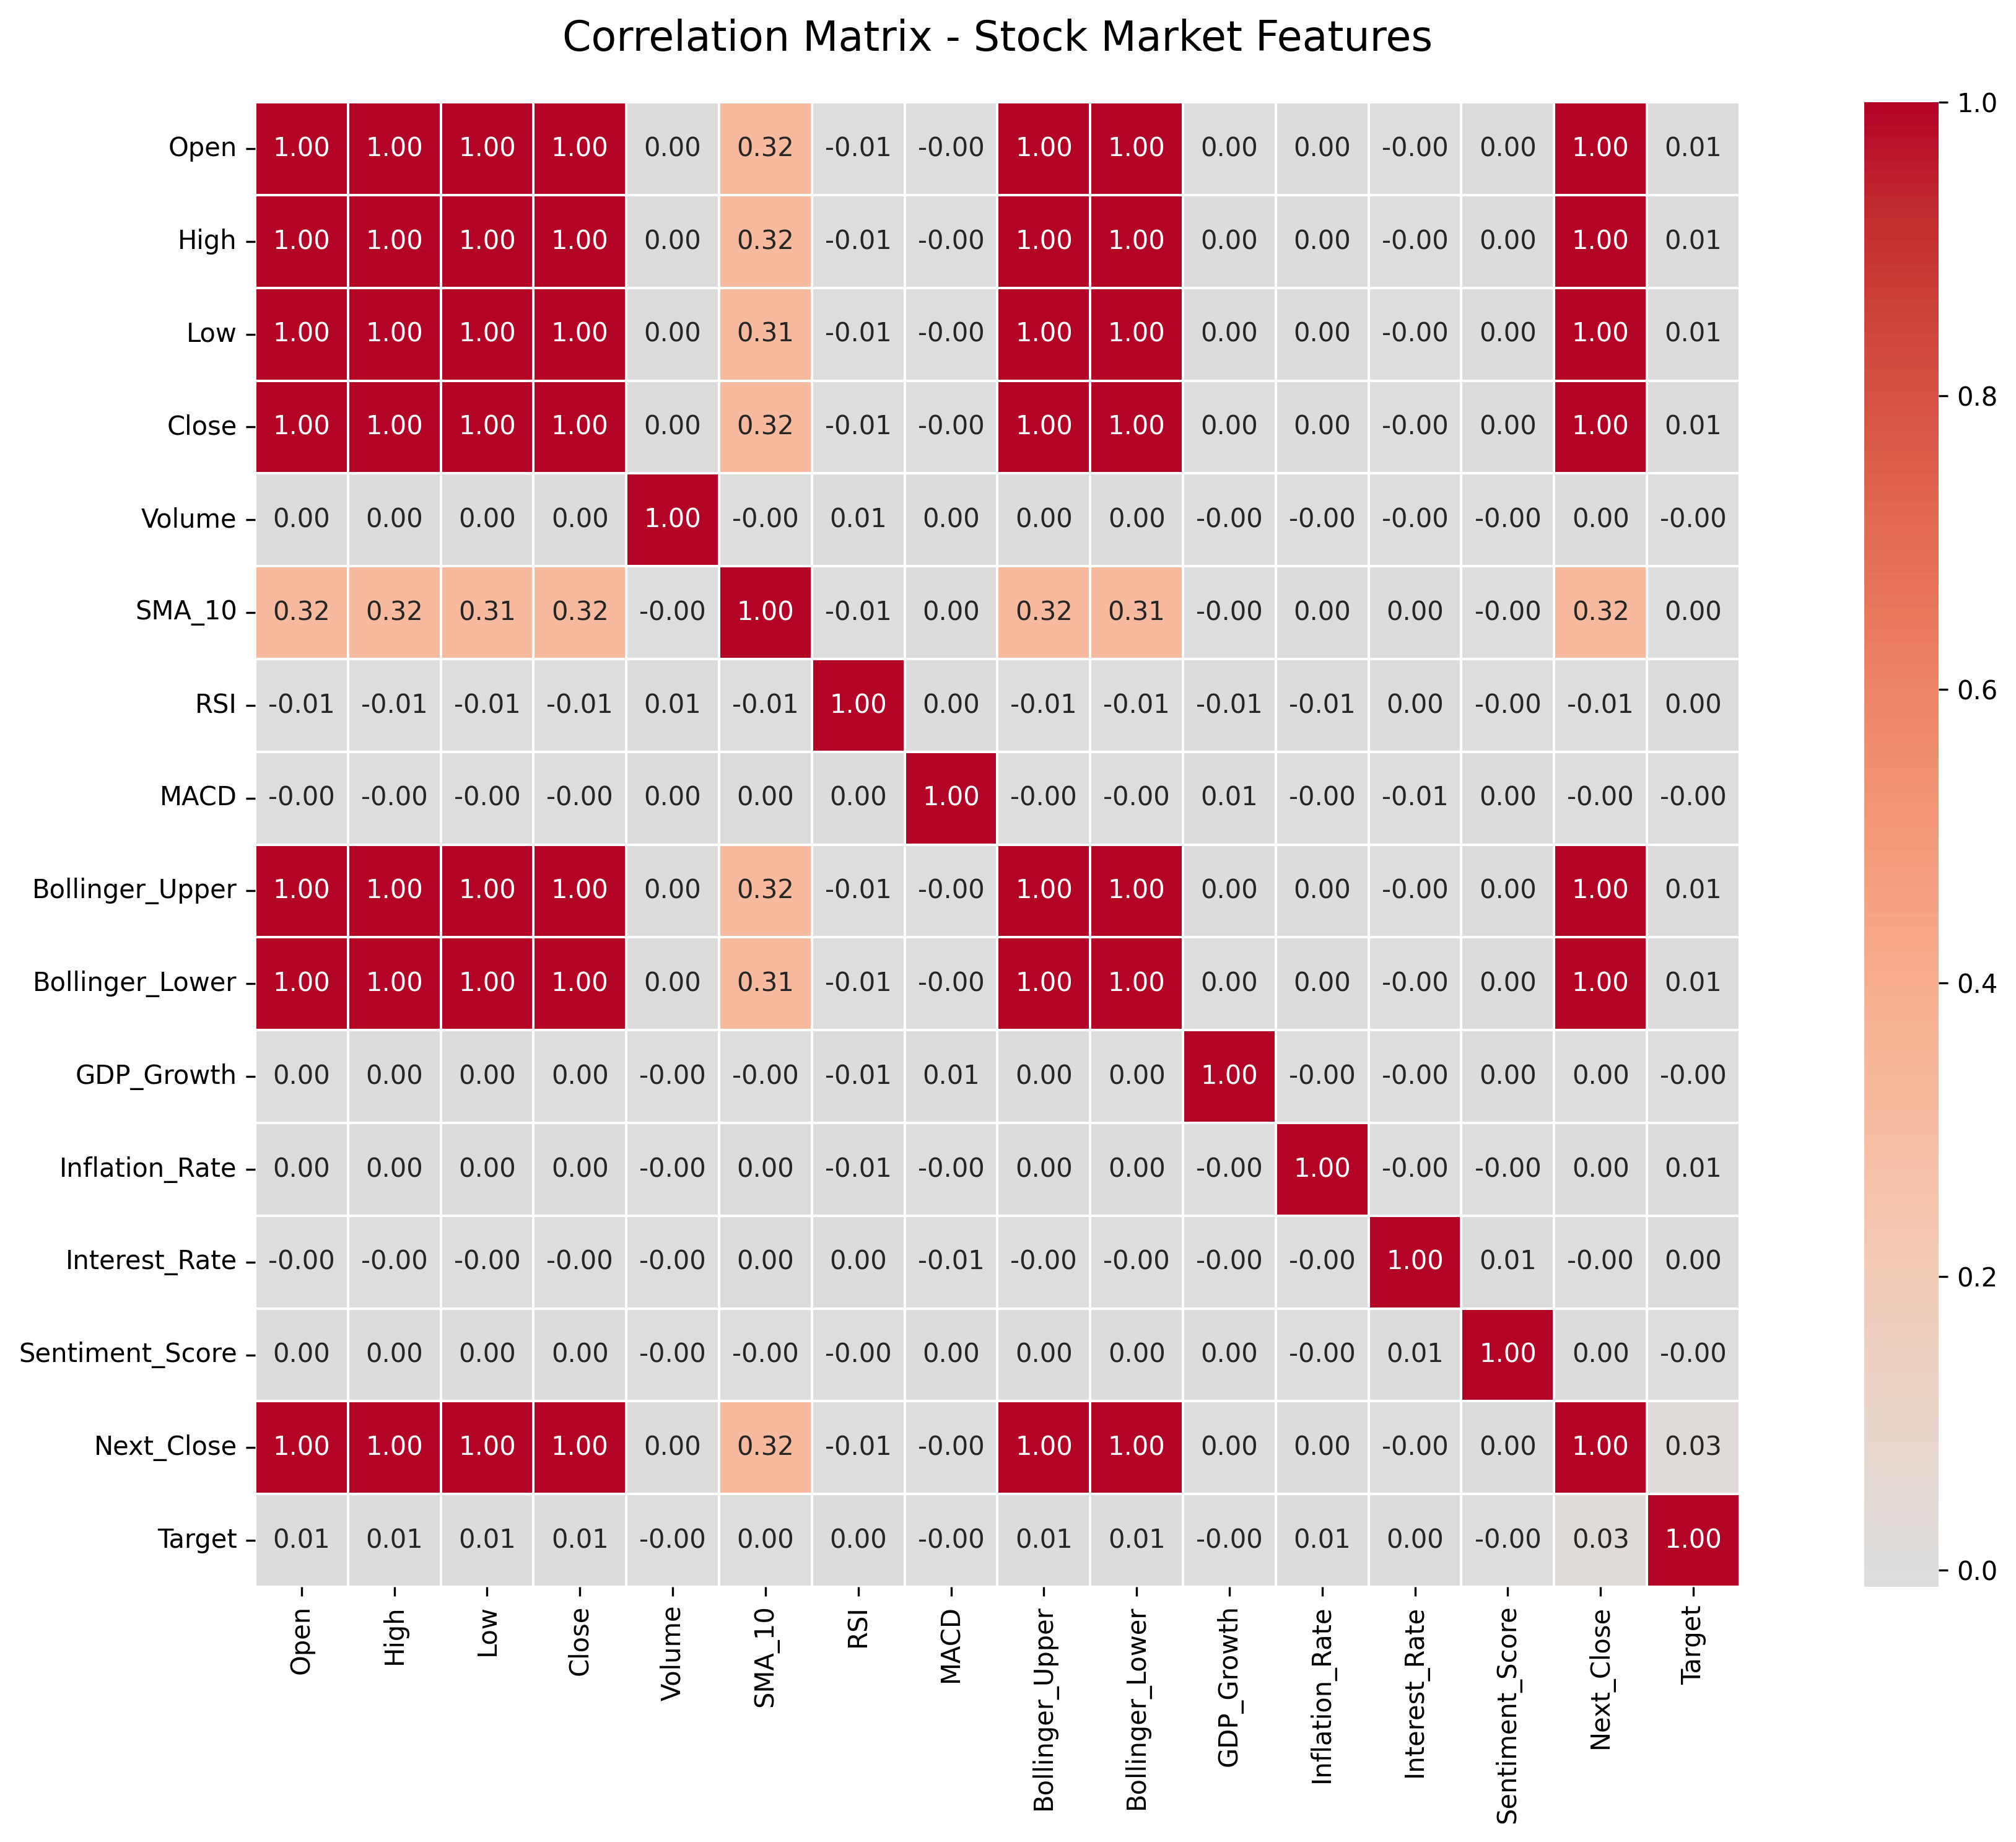 Correlation Matrix - Stock Market Features
Open 1.00 1.00 1.00 1.00 0.00 0.32 -0.01 -0.00 1.00 1.00 0.00 0.00 -0.00 0.00 1.00 0.01
High 1.00 1.00 1.00 1.00 0.00 0.32 -0.01 -0.00 1.00 1.00 0.00 0.00 -0.00 0.00 1.00 0.01
Low 1.00 1.00 1.00 1.00 0.00 0.31 -0.01 -0.00 1.00 1.00 0.00 0.00 -0.00 0.00 1.00 0.01
Close 1.00 1.00 1.00 1.00 0.00 0.32 -0.01 -0.00 1.00 1.00 0.00 0.00 -0.00 0.00 1.00 0.01
Volume 0.00 0.00 0.00 0.00 1.00 -0.00 0.01 0.00 0.00 0.00 -0.00 -0.00 -0.00 -0.00 0.00 -0.00
SMA_10 0.32 0.32 0.31 0.32 -0.00 1.00 -0.01 0.00 0.32 0.31 -0.00 0.00 0.00 -0.00 0.32 0.00
RSI -0.01 -0.01 -0.01 -0.01 0.01 -0.01 1.00 0.00 -0.01 -0.01 -0.01 -0.01 0.00 -0.00 -0.01 0.00
MACD -0.00 -0.00 -0.00 -0.00 0.00 0.00 0.00 1.00 -0.00 -0.00 0.01 -0.00 -0.01 0.00 -0.00 -0.00
Bollinger_Upper 1.00 1.00 1.00 1.00 0.00 0.32 -0.01 -0.00 1.00 1.00 0.00 0.00 -0.00 0.00 1.00 0.01
Bollinger_Lower 1.00 1.00 1.00 1.00 0.00 0.31 -0.01 -0.00 1.00 1.00 0.00 0.00 -0.00 0.00 1.00 0.01
GDP_Growth 0.00 0.00 0.00 0.00 -0.00 -0.00 -0.01 0.01 0.00 0.00 1.00 -0.00 -0.00 0.00 0.00 -0.00
Inflation_Rate 0.00 0.00 0.00 0.00 -0.00 0.00 -0.01 -0.00 0.00 0.00 -0.00 1.00 -0.00 -0.00 0.00 0.01
Interest_Rate -0.00 -0.00 -0.00 -0.00 -0.00 0.00 0.00 -0.01 -0.00 -0.00 -0.00 -0.00 1.00 0.01 -0.00 0.00
Sentiment_Score 0.00 0.00 0.00 0.00 -0.00 -0.00 -0.00 0.00 0.00 0.00 0.00 -0.00 0.01 1.00 0.00 -0.00
Next_Close 1.00 1.00 1.00 1.00 0.00 0.32 -0.01 -0.00 1.00 1.00 0.00 0.00 -0.00 0.00 1.00 0.03
Target 0.01 0.01 0.01 0.01 -0.00 0.00 0.00 -0.00 0.01 0.01 -0.00 0.01 0.00 -0.00 0.03 1.00
Open
High
Low
Close
Volume
SMA_10
RSI
MACD
Bollinger_Upper
Bollinger_Lower
GDP_Growth
Inflation_Rate
Interest_Rate
Sentiment_Score
Next_Close
Target
1.0
0.8
0.6
0.4
0.2
0.0